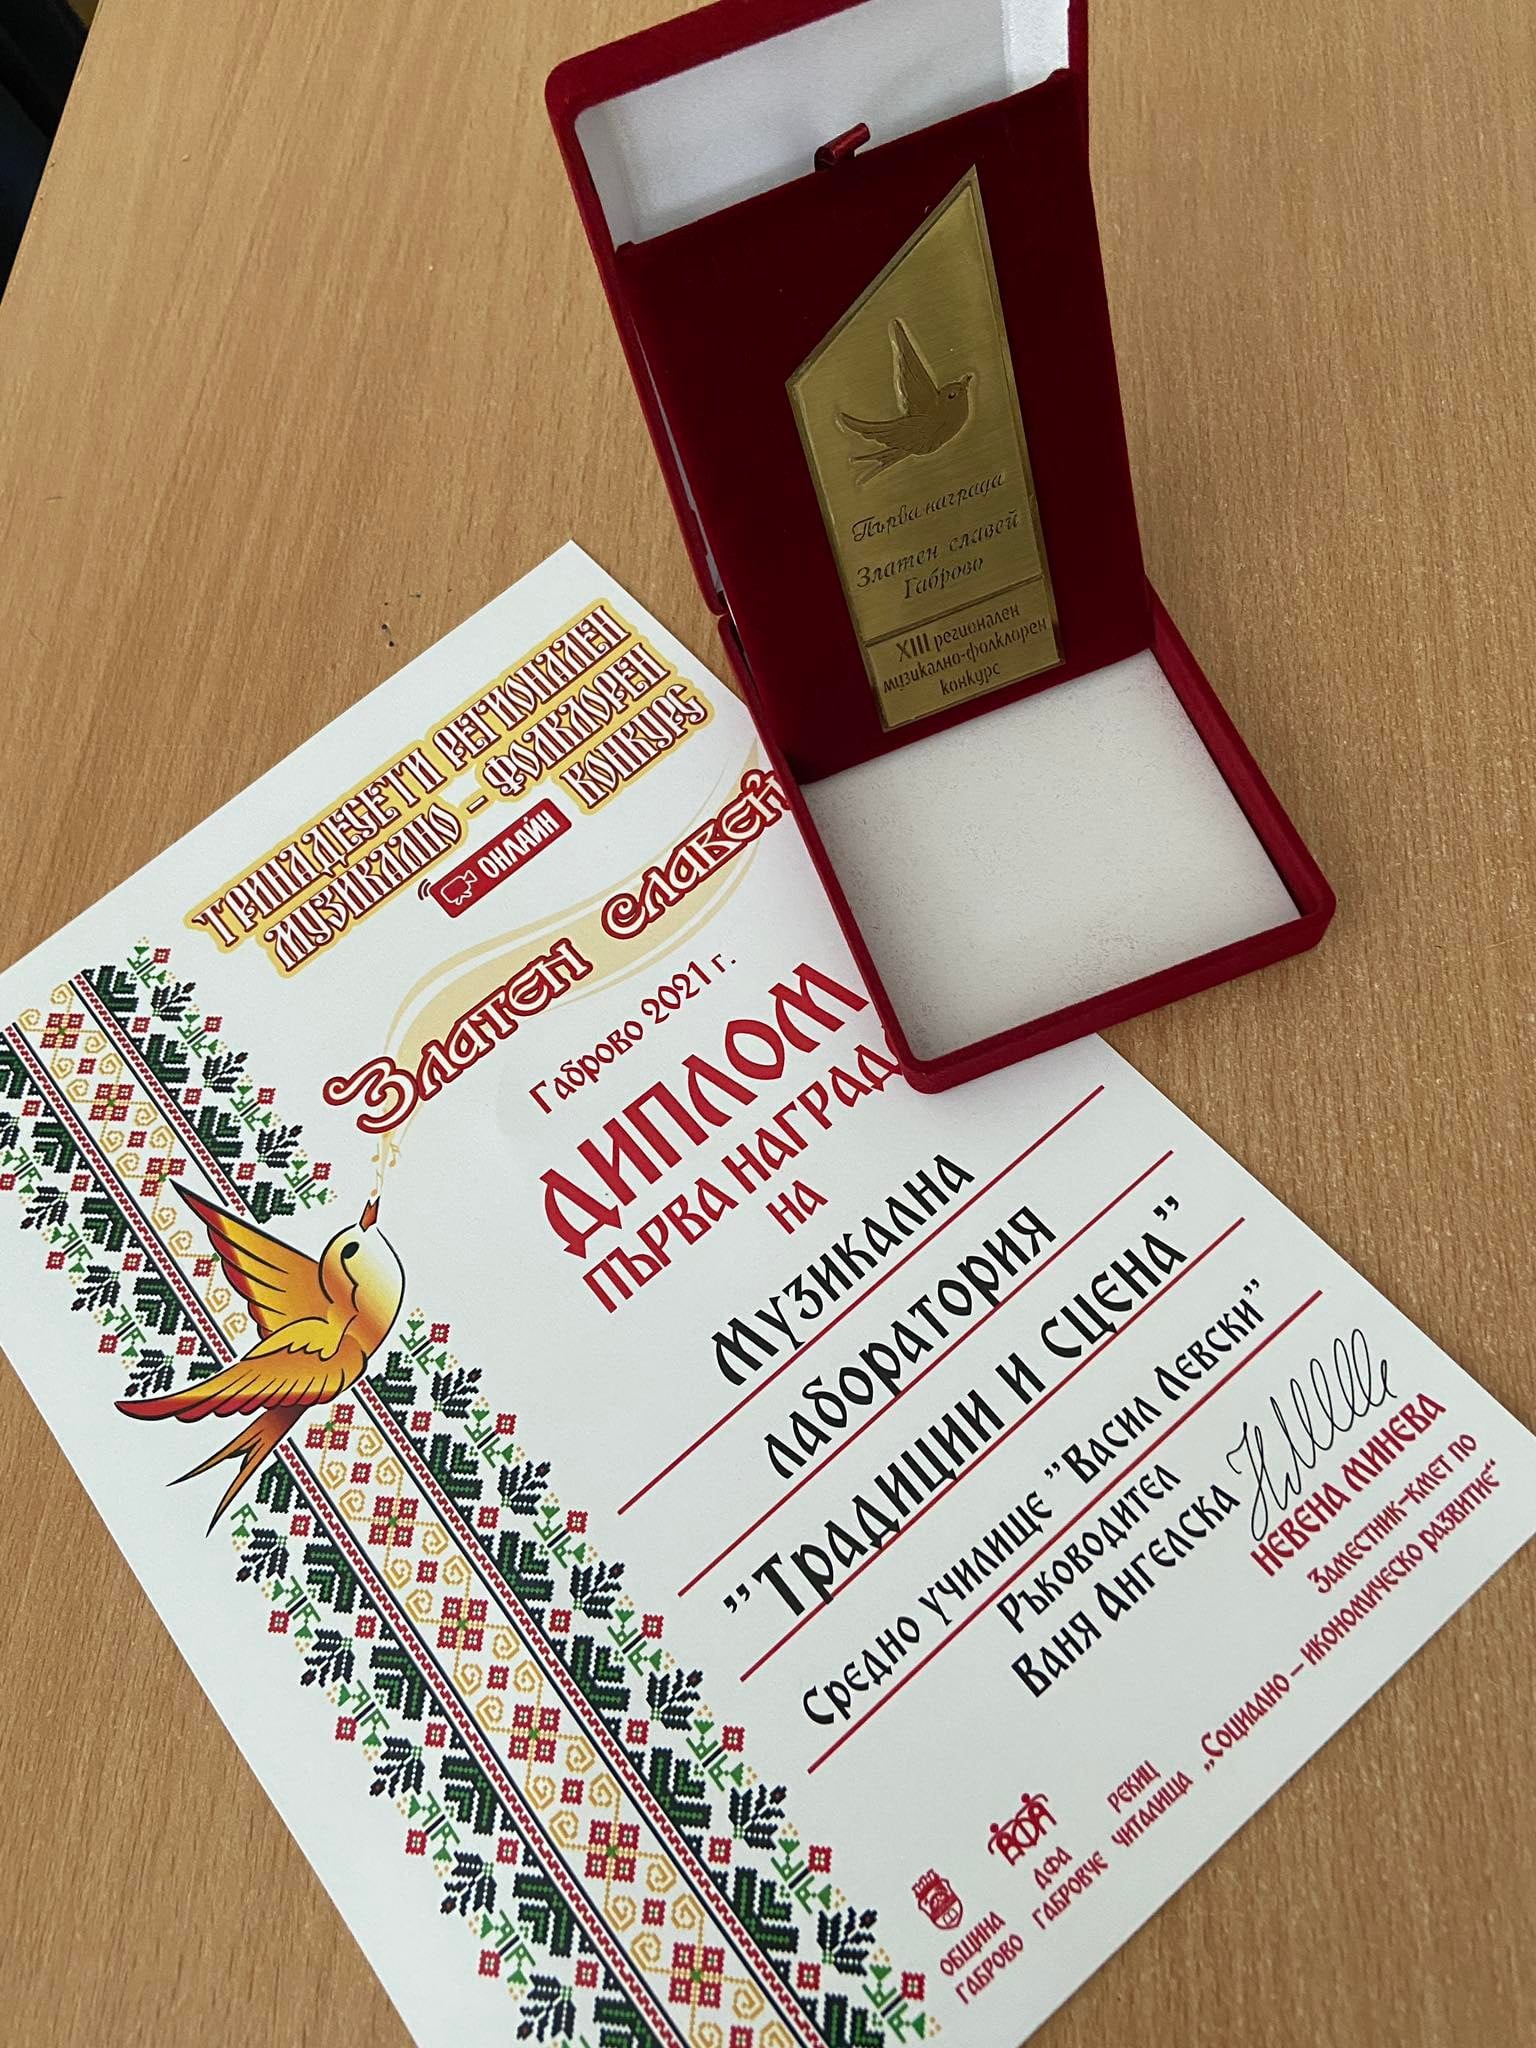 Първа награда
Златен славей
Габрово
XIII регионален
музикално-фолклорен
конкурс
ТРИНАДЕСЕТИ РЕГИОНАЛЕН
МУЗИКАЛНО - ФОЛКЛОРЕН
ОНЛАЙН КОНКУРС
Златен славей
Габрово 2021 г.
ДИПЛОМ
ПЪРВА НАГРАД
НА
МУЗИКАЛНА
ЛАБОРАТОРИЯ
"ТРАДИЦИИ И СЦЕНА"
СРЕДНО УЧИЛИЩЕ "ВАСИЛ ЛЕВСКИ"
РЪКОВОДИТЕЛ
ВАНЯ АНГЕЛСКА
НЕВЕНА МИНЕВА
ЗАМЕСТНИК-КМЕТ ПО
„СОЦИАЛНО – ИКОНОМИЧЕСКО РАЗВИТИЕ“
ОБЩИНА
ГАБРОВО
ДФА
ГАБРОВЧЕ
РЕКИЦ
ЧИТАЛИЩА